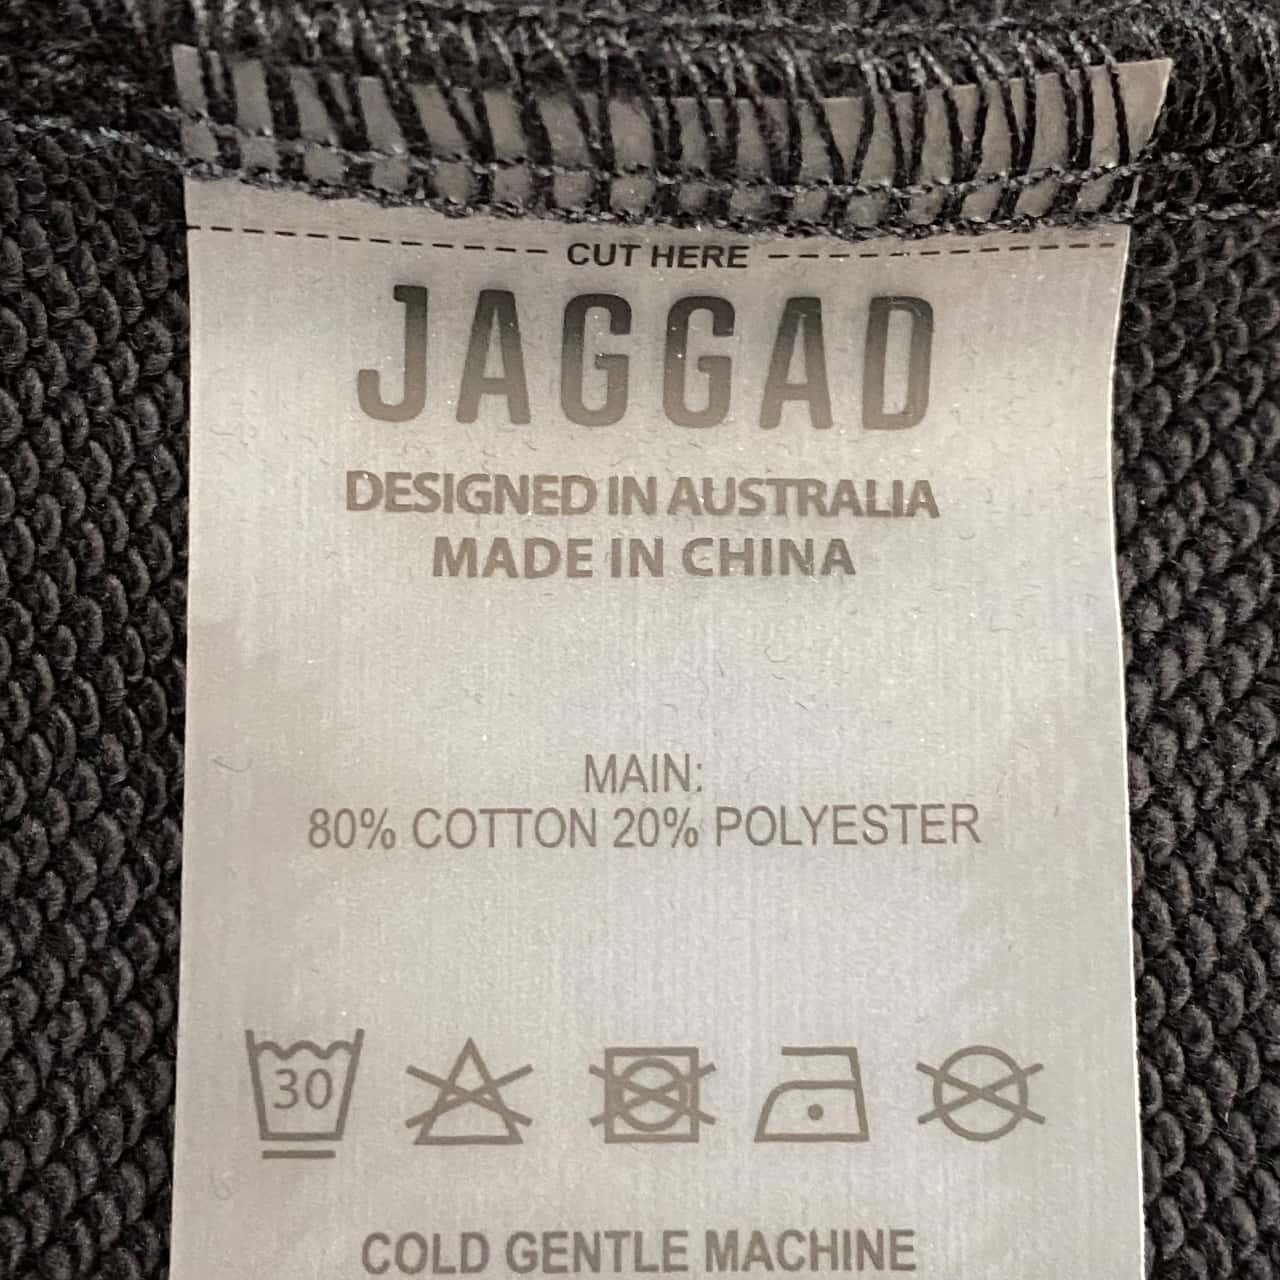 CUT HERE
JAGGAD
DESIGNED IN AUSTRALIA
MADE IN CHINA
MAIN:
80% COTTON 20% POLYESTER
30
COLD GENTLE MACHINE